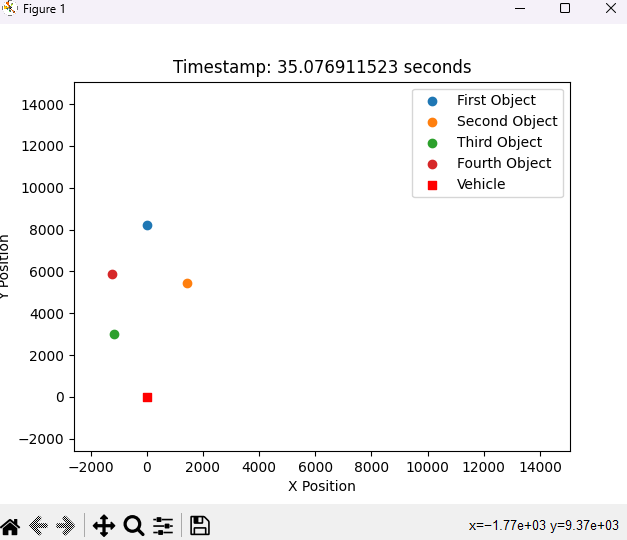 Figure 1
Timestamp: 35.076911523 seconds
First Object
Second Object
Third Object
Fourth Object
Vehicle
14000
12000
10000
8000
6000
4000
2000
0
−2000
Y Position
−2000 0 2000 4000 6000 8000 10000 12000 14000
X Position
x=−1.77e+03 y=9.37e+03